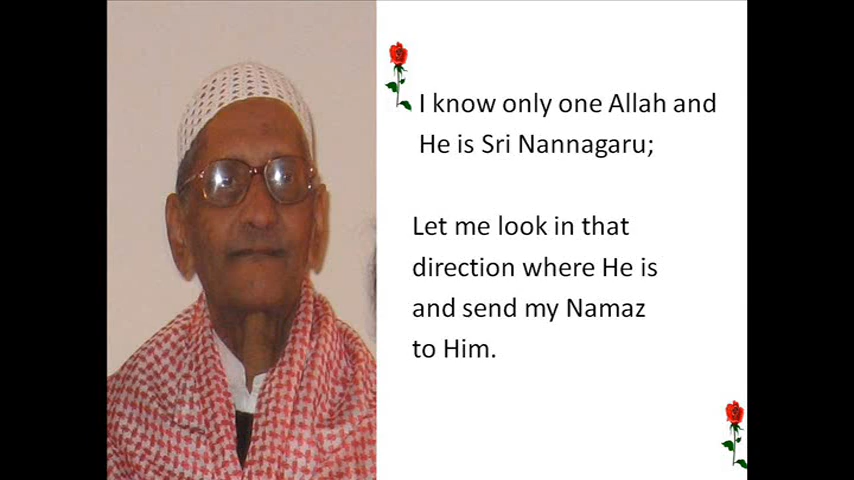 I know only one Allah and
He is Sri Nannagaru;
Let me look in that
direction where He is
and send my Namaz
to Him.